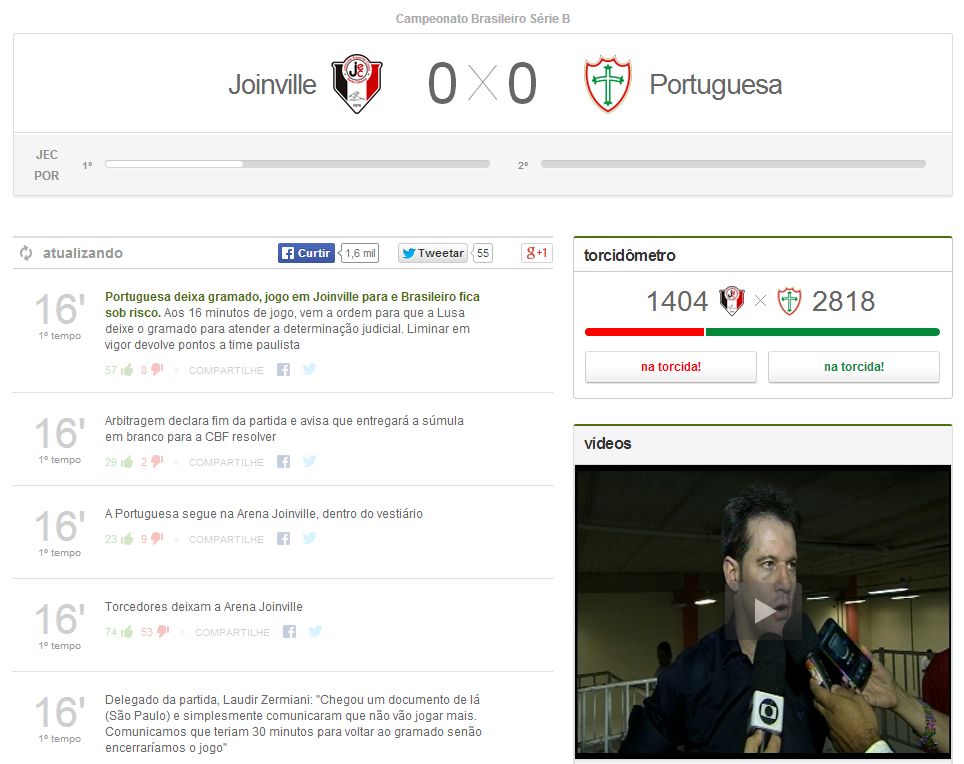 Campeonato Brasileiro Série B
Joinville 0 X 0 Portuguesa
JEC
POR
1º
2º
atualizando
Curtir
1,6 mil
Tweetar
55
g+1
16'
1º tempo
Portuguesa deixa gramado, jogo em Joinville para e Brasileiro fica
sob risco. Aos 16 minutos de jogo, vem a ordem para que a Lusa
deixe o gramado para atender a determinação judicial. Liminar em
vigor devolve pontos a time paulista
57 8 COMPARTILHE
16'
1º tempo
Arbitragem declara fim da partida e avisa que entregará a súmula
em branco para a CBF resolver
29 2 COMPARTILHE
16'
1º tempo
A Portuguesa segue na Arena Joinville, dentro do vestiário
23 9 COMPARTILHE
16'
1º tempo
Torcedores deixam a Arena Joinville
74 53 COMPARTILHE
16'
1º tempo
Delegado da partida, Laudir Zermiani: "Chegou um documento de lá
(São Paulo) e simplesmente comunicaram que não vão jogar mais.
Comunicamos que teriam 30 minutos para voltar ao gramado senão
encerraríamos o jogo"
torcidômetro
1404 X 2818
na torcida!
na torcida!
vídeos